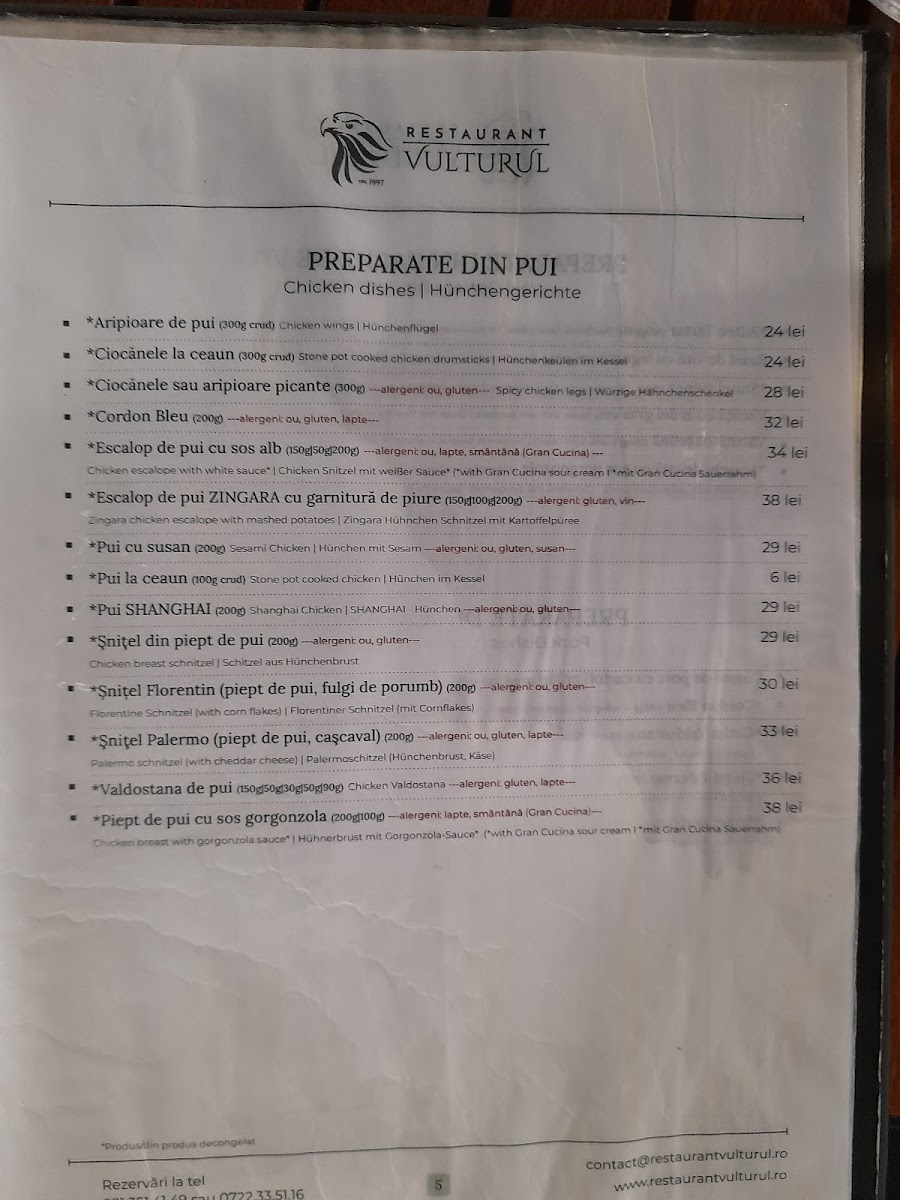 RESTAURANT
VULTURUL
1997
PREPARATE DIN PUI
Chicken dishes | Hünchengerichte
*Aripioare de pui (300g crud) Chicken wings | Hünchenflügel 24 lei
*Ciocănele la ceaun (300g crud) Stone pot cooked chicken drumsticks | Hünchenkeulen im Kessel 24 lei
*Ciocănele sau aripioare picante (300g) ---alergeni: ou, gluten--- Spicy chicken legs | Würzige Hähnchenschenkel 28 lei
*Cordon Bleu (200g) ---alergeni: ou, gluten, lapte--- 32 lei
*Escalop de pui cu sos alb (150g|50g|200g) ---alergeni: ou, lapte, smântână (Gran Cucina) --- 34 lei
Chicken escalope with white sauce* | Chicken Snitzel mit weißer Sauce* (*with Gran Cucina sour cream | *mit Gran Cucina Sauerrahm)
*Escalop de pui ZINGARA cu garnitură de piure (150g|100g|200g) ---alergeni: gluten, vin--- 38 lei
Zingara chicken escalope with mashed potatoes | Zingara Hühnchen Schnitzel mit Kartoffelpüree
*Pui cu susan (200g) Sesami Chicken | Hünchen mit Sesam ---alergeni: ou, gluten, susan--- 29 lei
*Pui la ceaun (100g crud) Stone pot cooked chicken | Hünchen im Kessel 6 lei
*Pui SHANGHAI (200g) Shanghai Chicken | SHANGHAI - Hünchen ---alergeni: ou, gluten--- 29 lei
*Şniţel din piept de pui (200g) ---alergeni: ou, gluten--- 29 lei
Chicken breast schnitzel | Schitzel aus Hünchenbrust
*Şniţel Florentin (piept de pui, fulgi de porumb) (200g) ---alergeni: ou, gluten--- 30 lei
Florentine Schnitzel (with corn flakes) | Florentiner Schnitzel (mit Cornflakes)
*Şniţel Palermo (piept de pui, caşcaval) (200g) ---alergeni: ou, gluten, lapte--- 33 lei
Palermo schnitzel (with cheddar cheese) | Palermoschitzel (Hünchenbrust, Käse)
*Valdostana de pui (150g|50g|30g|50g|90g) Chicken Valdostana ---alergeni: gluten, lapte--- 36 lei
*Piept de pui cu sos gorgonzola (200g|100g) ---alergeni: lapte, smântână (Gran Cucina)--- 38 lei
Chicken breast with gorgonzola sauce* | Hühnerbrust mit Gorgonzola-Sauce* (*with Gran Cucina sour cream | *mit Gran Cucina Sauerrahm)
*Produs/din produs decongelat
Rezervări la tel
sau 0722.33.51.16
5
contact@restaurantvulturul.ro
www.restaurantvulturul.ro